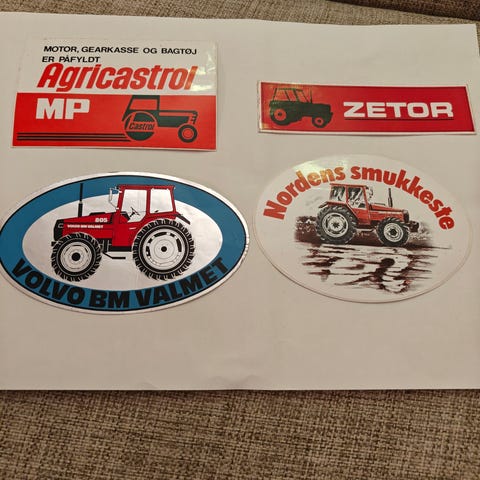 MOTOR, GEARKASSE OG BAGTØJ
ER PÅFYLDT
Agricastrol
MP
Castrol
ZETOR
805
VOLVO BM VALMET
VOLVO BM VALMET
Nordens smukkeste